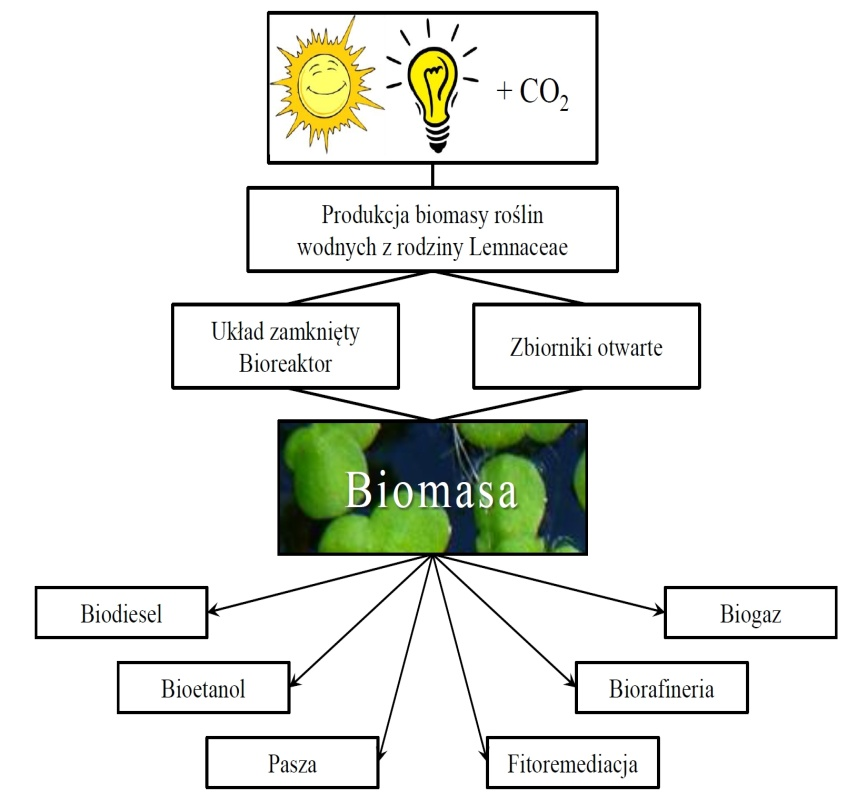 + CO₂
Produkcja biomasy roślin
wodnych z rodziny Lemnaceae
Układ zamknięty
Bioreaktor
Zbiorniki otwarte
Biomasa
Biodiesel
Biogaz
Bioetanol
Biorafineria
Pasza
Fitoremediacja